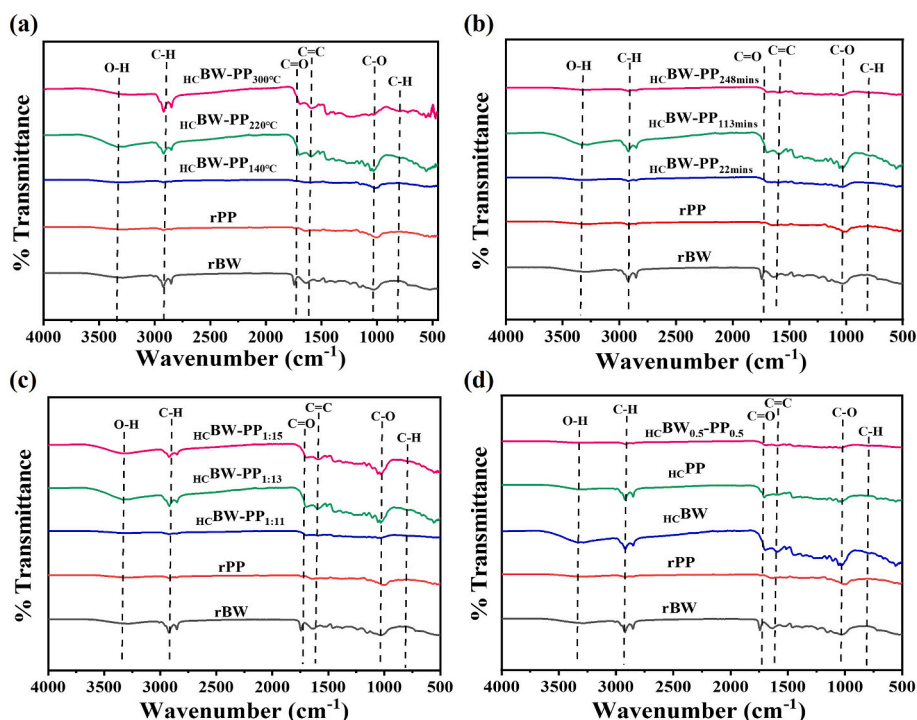 (a)
C-H
O-H
C=O
C=C
C-O
C-H
HCBW-PP300℃
HCBW-PP220℃
HCBW-PP140℃
rPP
rBW
% Transmittance
4000 3500 3000 2500 2000 1500 1000 500
Wavenumber (cm-1)
(b)
O-H
C-H
C=O
C=C
C-O
C-H
HCBW-PP248mins
HCBW-PP113mins
HCBW-PP22mins
rPP
rBW
% Transmittance
4000 3500 3000 2500 2000 1500 1000 500
Wavenumber (cm-1)
(c)
O-H
C-H
C=O
C=C
C-O
C-H
HCBW-PP1:15
HCBW-PP1:13
HCBW-PP1:11
rPP
rBW
% Transmittance
4000 3500 3000 2500 2000 1500 1000 500
Wavenumber (cm-1)
(d)
O-H
C-H
C=O
C=C
C-O
C-H
HCBW0.5-PP0.5
HCPP
HCBW
rPP
rBW
% Transmittance
4000 3500 3000 2500 2000 1500 1000 500
Wavenumber (cm-1)